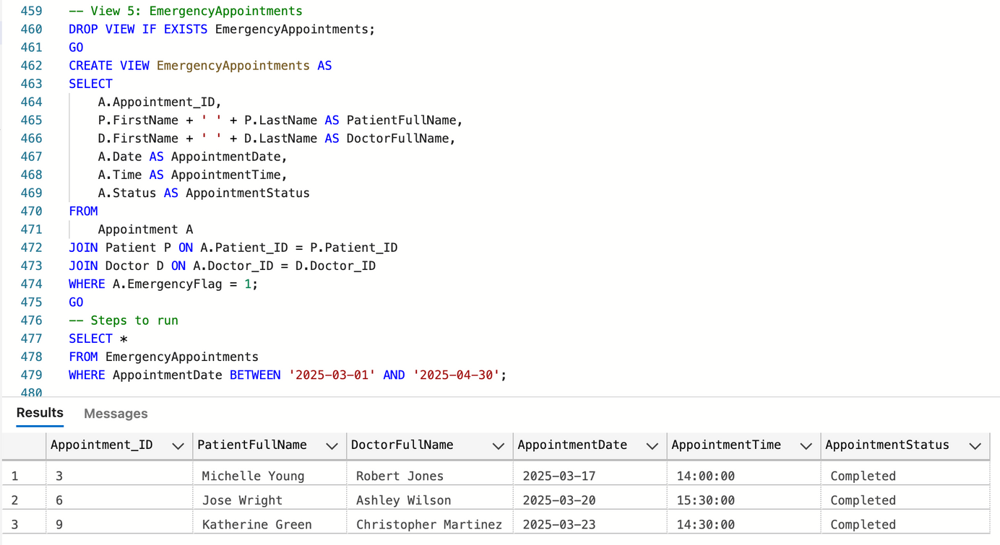 459 -- View 5: EmergencyAppointments
460 DROP VIEW IF EXISTS EmergencyAppointments;
461 GO
462 CREATE VIEW EmergencyAppointments AS
463 SELECT
464 A.Appointment_ID,
465 P.FirstName + ' ' + P.LastName AS PatientFullName,
466 D.FirstName + ' ' + D.LastName AS DoctorFullName,
467 A.Date AS AppointmentDate,
468 A.Time AS AppointmentTime,
469 A.Status AS AppointmentStatus
470 FROM
471 Appointment A
472 JOIN Patient P ON A.Patient_ID = P.Patient_ID
473 JOIN Doctor D ON A.Doctor_ID = D.Doctor_ID
474 WHERE A.EmergencyFlag = 1;
475 GO
476 -- Steps to run
477 SELECT *
478 FROM EmergencyAppointments
479 WHERE AppointmentDate BETWEEN '2025-03-01' AND '2025-04-30';
480
Results Messages
Appointment_ID PatientFullName DoctorFullName AppointmentDate AppointmentTime AppointmentStatus
1 3 Michelle Young Robert Jones 2025-03-17 14:00:00 Completed
2 6 Jose Wright Ashley Wilson 2025-03-20 15:30:00 Completed
3 9 Katherine Green Christopher Martinez 2025-03-23 14:30:00 Completed